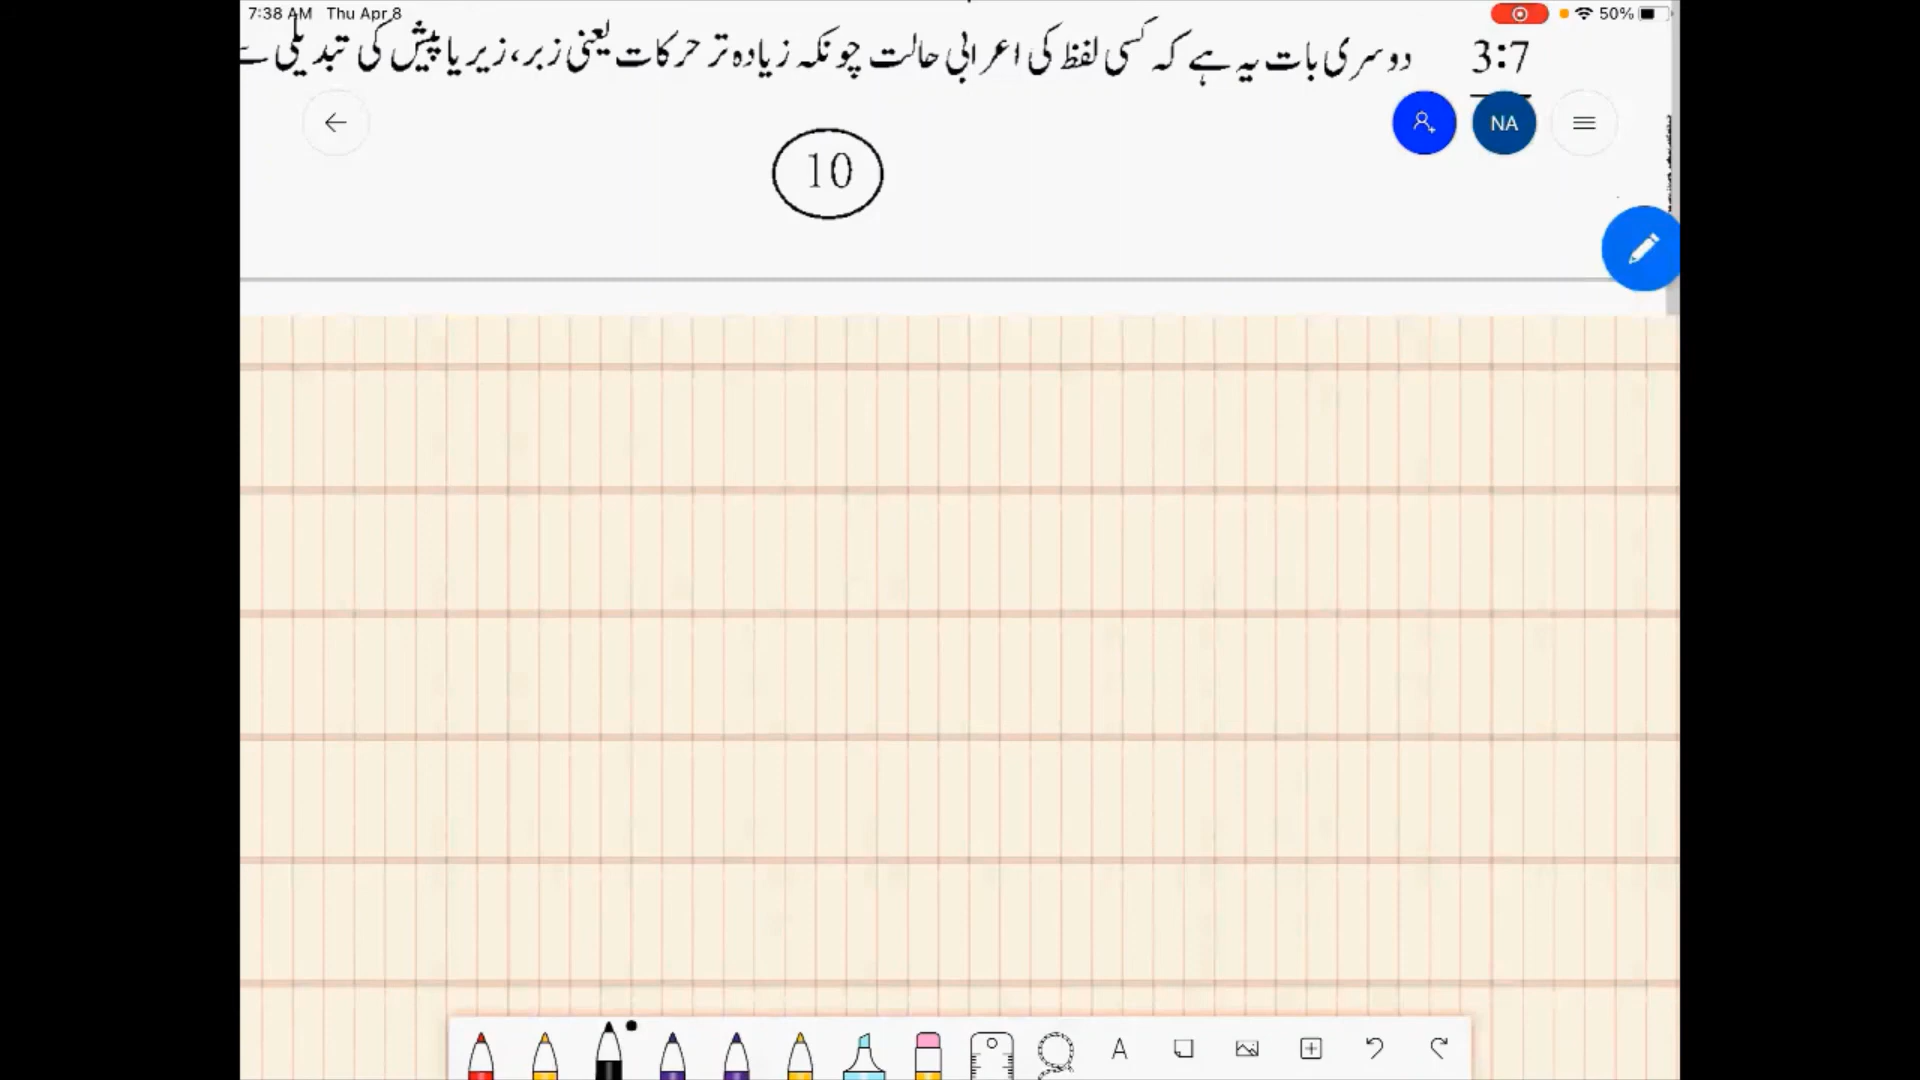 7:38 AM Thu Apr 8
50%
3:7 دوسری بات یہ ہے کہ کسی لفظ کی اعرابی حالت چونکہ زیادہ تر حرکات یعنی زبر، زیر یا پیش کی تبدیلی سے
NA
10
A